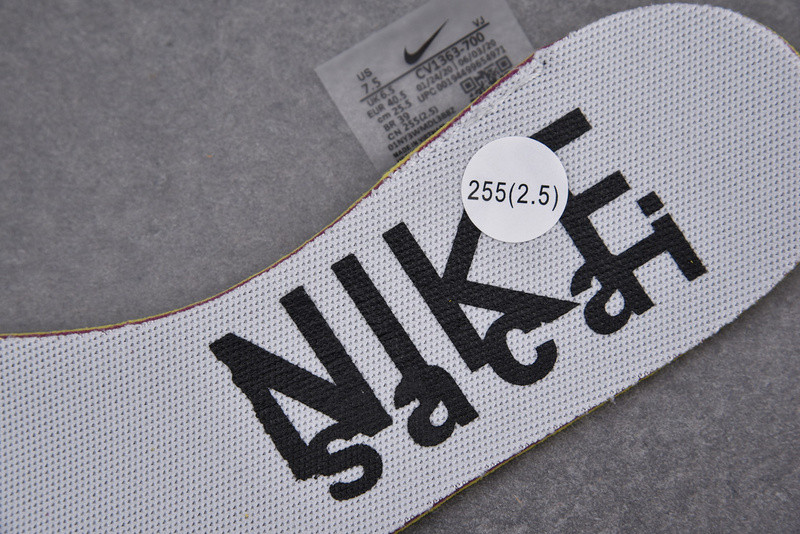 VJ
US
7.5
CV1363-700
UK 6.5
EUR 40.5
cm 25.5
BR 39
CN 255(2.5)
255(2.5)
NIKE
sacai